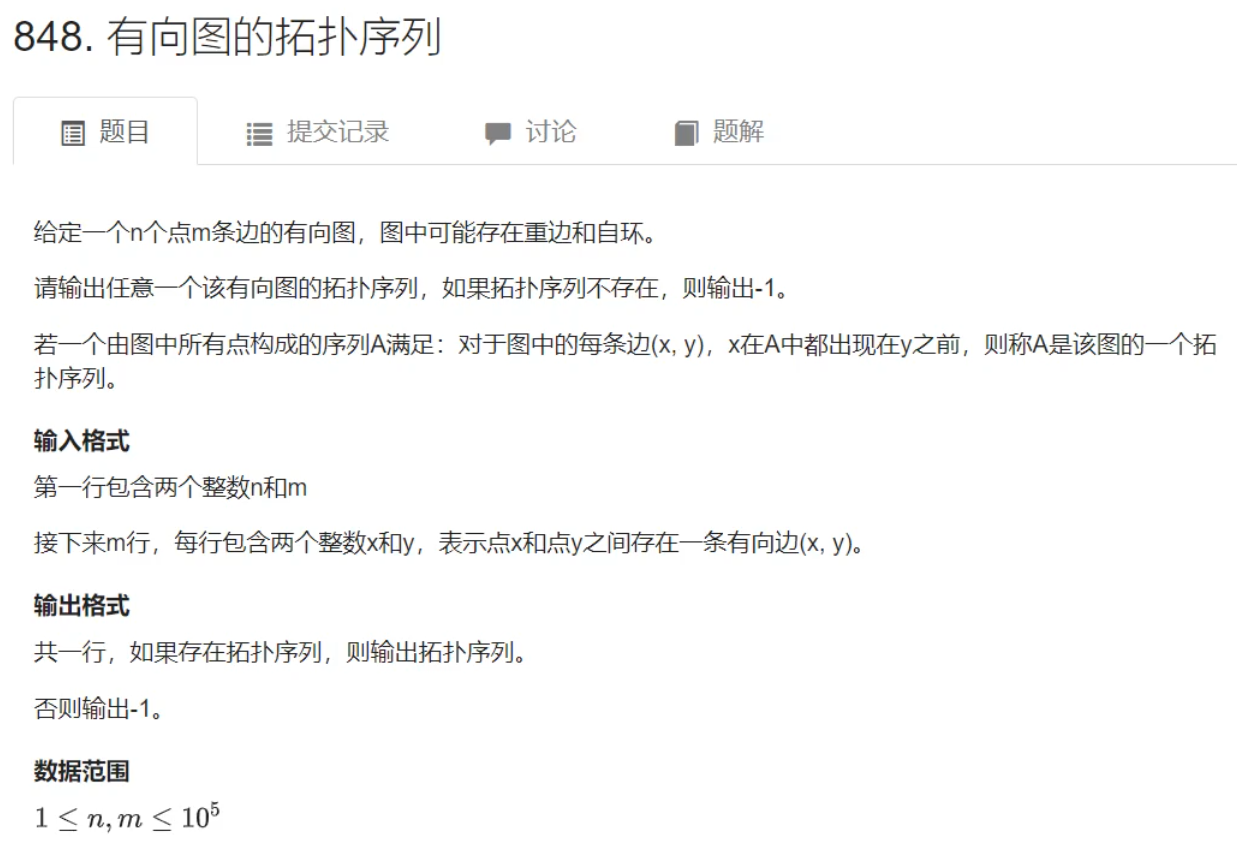 848. 有向图的拓扑序列
题目 提交记录 讨论 题解
给定一个n个点m条边的有向图，图中可能存在重边和自环。
请输出任意一个该有向图的拓扑序列，如果拓扑序列不存在，则输出-1。
若一个由图中所有点构成的序列A满足：对于图中的每条边(x, y)，x在A中都出现在y之前，则称A是该图的一个拓
扑序列。
输入格式
第一行包含两个整数n和m
接下来m行，每行包含两个整数x和y，表示点x和点y之间存在一条有向边(x, y)。
输出格式
共一行，如果存在拓扑序列，则输出拓扑序列。
否则输出-1。
数据范围
1 ≤ n, m ≤ 10⁵